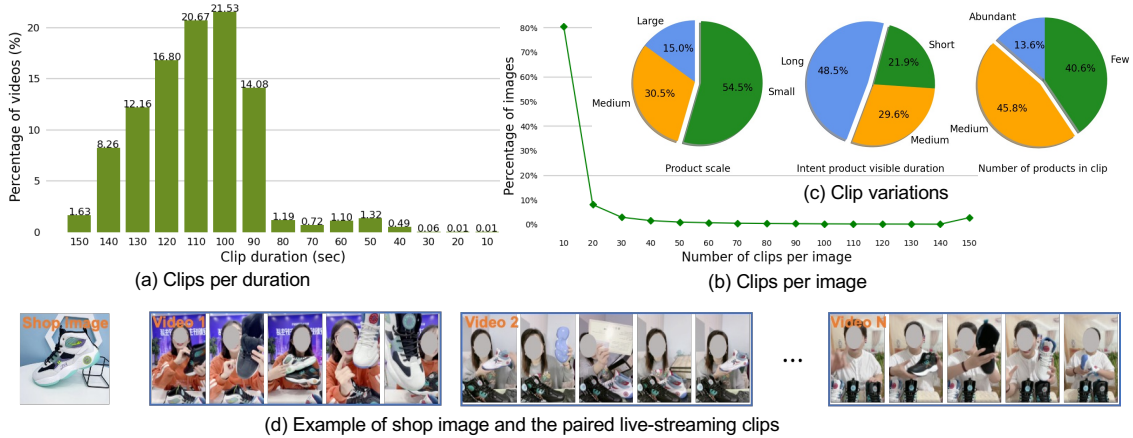 Percentage of videos (%)
20
15
10
5
0
1.63
8.26
12.16
16.80
20.67
21.53
14.08
1.19
0.72
1.10
1.32
0.49
0.06
0.01
0.01
150 140 130 120 110 100 90 80 70 60 50 40 30 20 10
Clip duration (sec)
(a) Clips per duration
Percentage of images
80%
70%
60%
50%
40%
30%
20%
10%
0%
10 20 30 40 50 60 70 80 90 100 110 120 130 140 150
Number of clips per image
(b) Clips per image
Large
15.0%
Medium
30.5%
54.5%
Small
Product scale
Long
48.5%
Short
21.9%
29.6%
Medium
Intent product visible duration
Abundant
13.6%
Few
40.6%
45.8%
Medium
Number of products in clip
(c) Clip variations
Shop image
Video 1
Video 2
...
Video N
(d) Example of shop image and the paired live-streaming clips